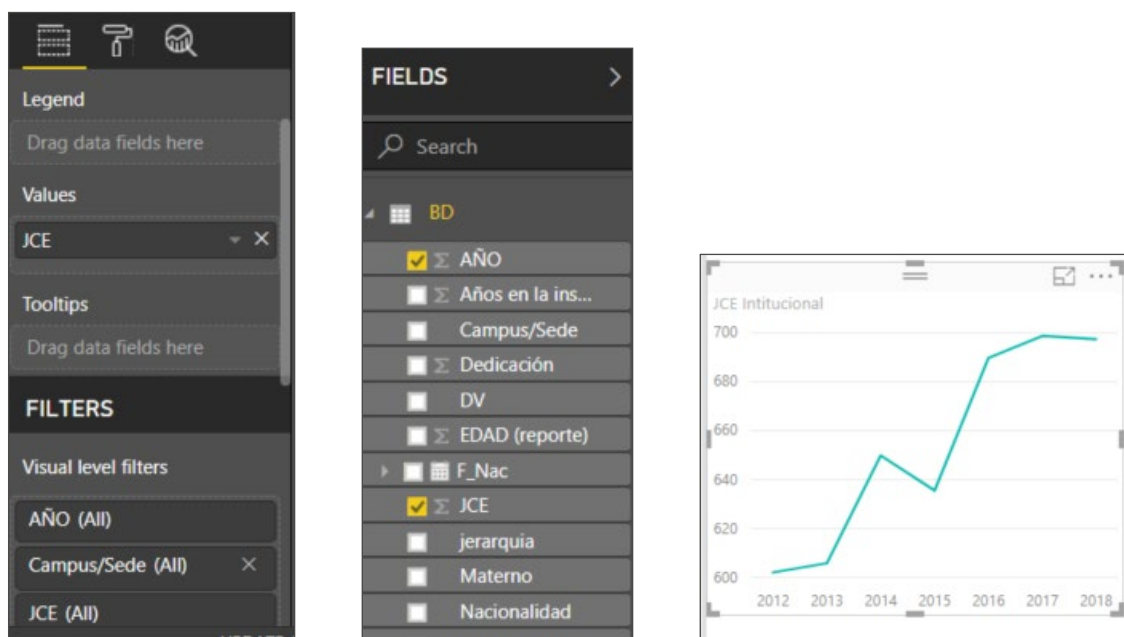 Legend
Drag data fields here
Values
JCE
Tooltips
Drag data fields here
FILTERS
Visual level filters
AÑO (All)
Campus/Sede (All)
JCE (All)
FIELDS
Search
BD
AÑO
Años en la ins...
Campus/Sede
Dedicación
DV
EDAD (reporte)
F_Nac
JCE
jerarquia
Materno
Nacionalidad
JCE Intitucional
700
680
660
640
620
600
2012 2013 2014 2015 2016 2017 2018